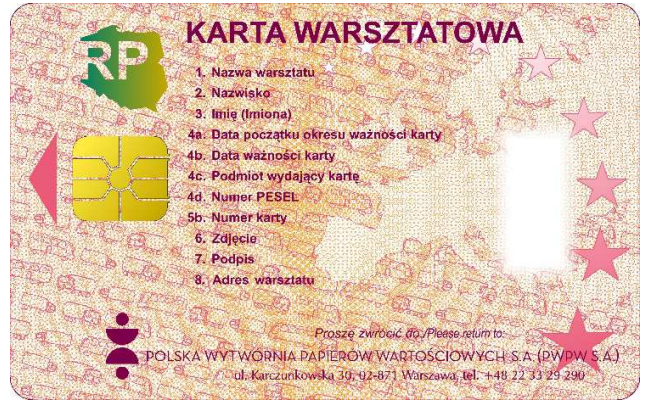 RP
KARTA WARSZTATOWA
1. Nazwa warsztatu
2. Nazwisko
3. Imię (Imiona)
4a. Data początku okresu ważności karty
4b. Data ważności karty
4c. Podmiot wydający kartę
4d. Numer PESEL
5b. Numer karty
6. Zdjęcie
7. Podpis
8. Adres warsztatu
Proszę zwrócić do:/Please return to:
POLSKA WYTWÓRNIA PAPIERÓW WARTOŚCIOWYCH S.A. (PWPW S.A.)
ul. Karczunkowska 30, 02-871 Warszawa, tel. +48 22 33 29 290